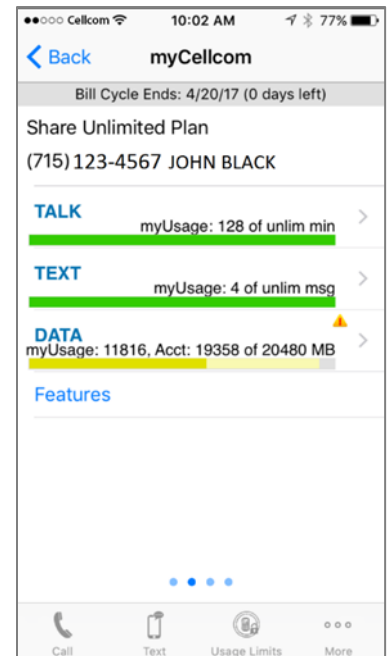 Cellcom 10:02 AM 77%
Back myCellcom
Bill Cycle Ends: 4/20/17 (0 days left)
Share Unlimited Plan
(715) 123-4567 JOHN BLACK
TALK
myUsage: 128 of unlim min
TEXT
myUsage: 4 of unlim msg
DATA
myUsage: 11816, Acct: 19358 of 20480 MB
Features
Call Text Usage Limits More